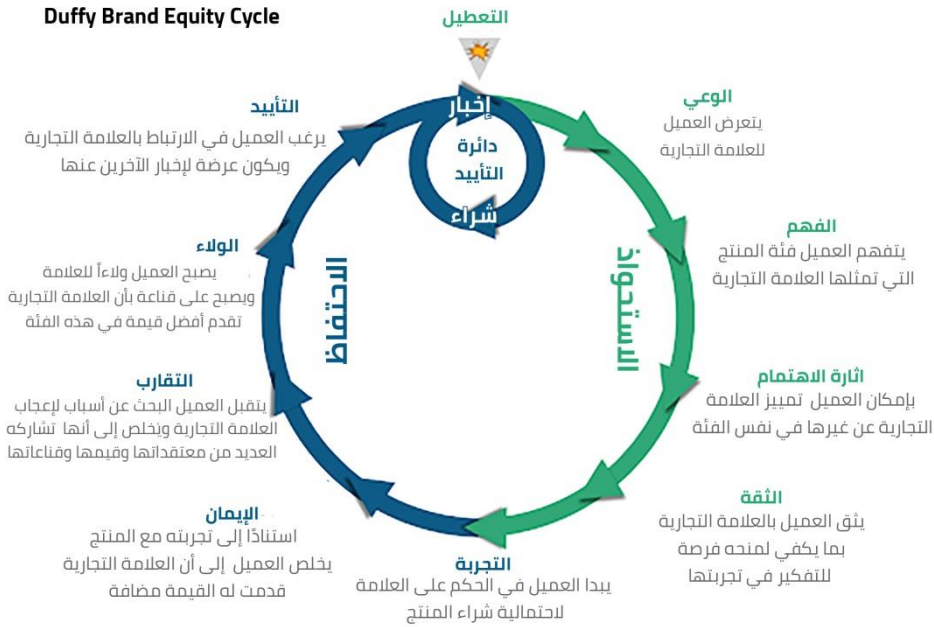 Duffy Brand Equity Cycle
التعطيل
إخبار
دائرة
التأييد
شراء
الوعي
يتعرض العميل
للعلامة التجارية
الفهم
يتفهم العميل فئة المنتج
التي تمثلها العلامة التجارية
اثارة الاهتمام
بإمكان العميل تمييز العلامة
التجارية عن غيرها في نفس الفئة
الثقة
يثق العميل بالعلامة التجارية
بما يكفي لمنحه فرصة
للتفكير في تجربتها
الاستحواذ
التجربة
يبدا العميل في الحكم على العلامة
لاحتمالية شراء المنتج
الإيمان
استنادًا إلى تجربته مع المنتج
يخلص العميل إلى أن العلامة التجارية
قدمت له القيمة مضافة
التقارب
يتقبل العميل البحث عن أسباب لإعجاب
العلامة التجارية ويَخلص إلى أنها تشاركه
العديد من معتقداتها وقيمها وقناعاتها
الولاء
يصبح العميل ولاءاً للعلامة
ويصبح على قناعة بأن العلامة التجارية
تقدم أفضل قيمة في هذه الفئة
التأييد
يرغب العميل في الارتباط بالعلامة التجارية
ويكون عرضة لإخبار الآخرين عنها
الاحتفاظ